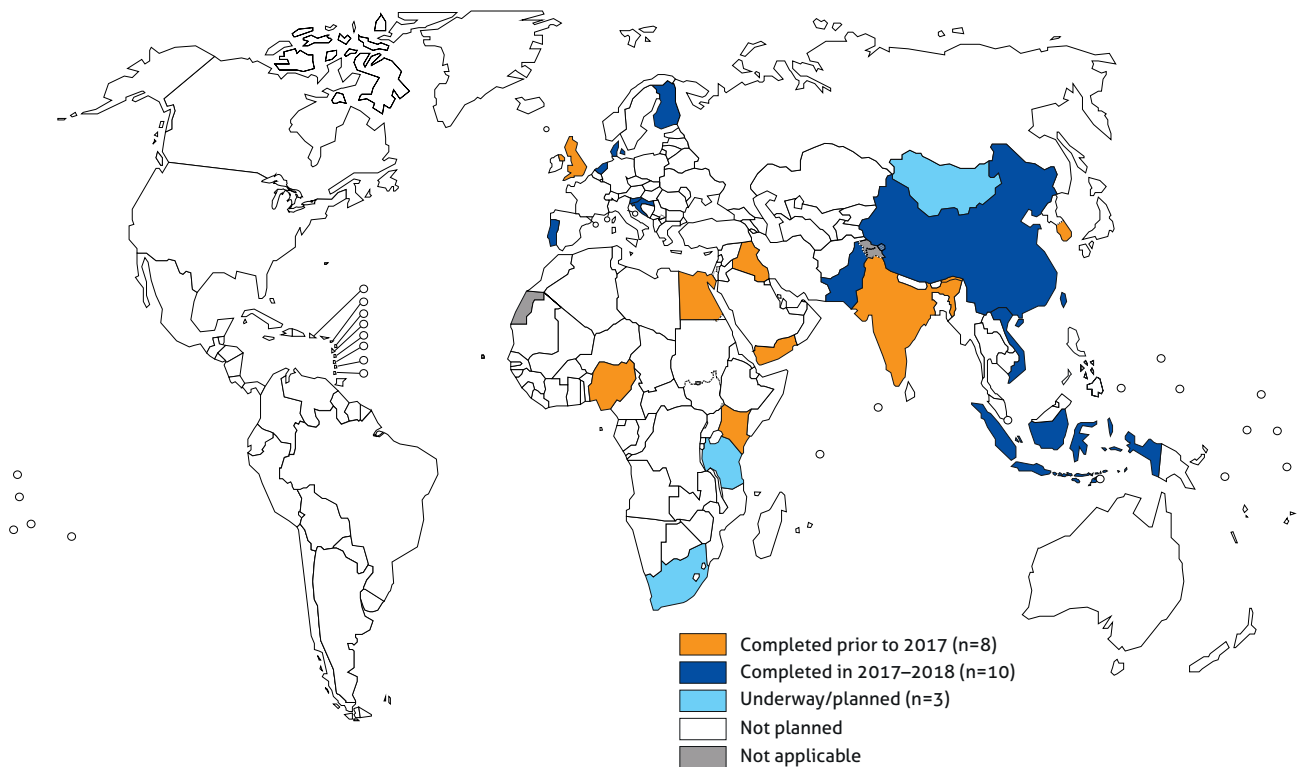 Completed prior to 2017 (n=8)
Completed in 2017–2018 (n=10)
Underway/planned (n=3)
Not planned
Not applicable